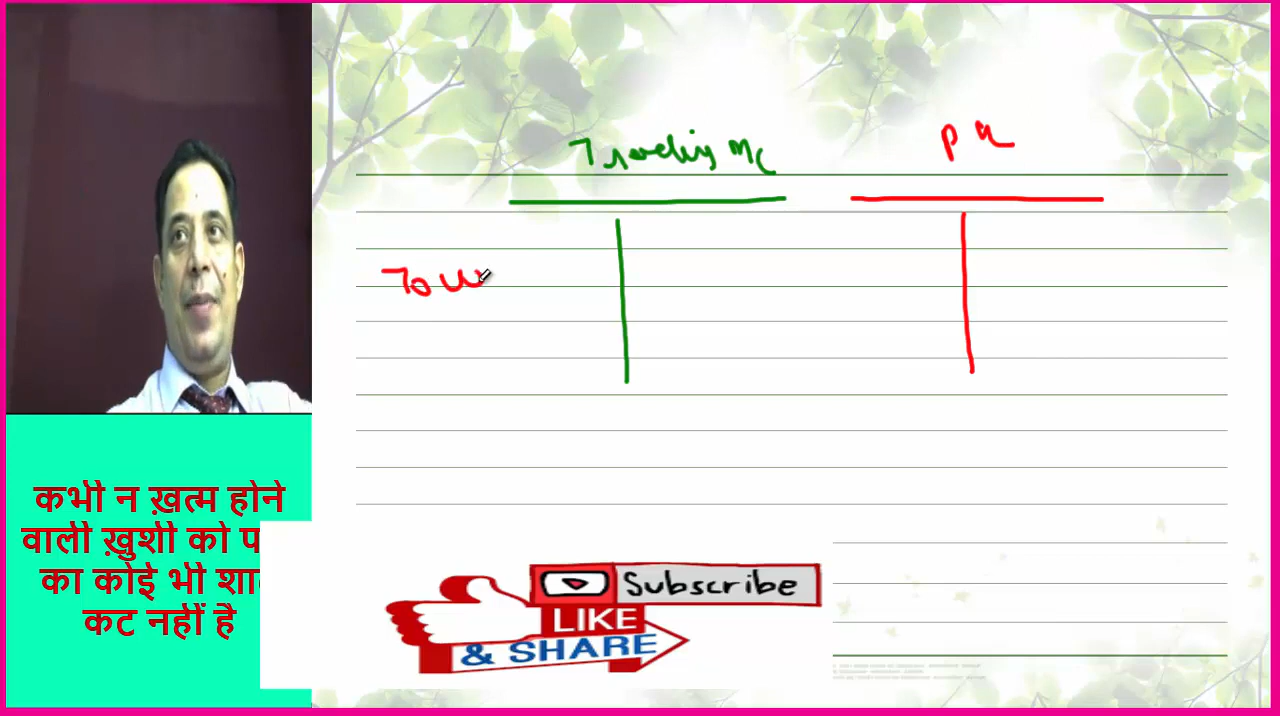 Trading A/c
To
कभी न ख़त्म होने
वाली ख़ुशी को
का कोई भी
कट नहीं है
Subscribe
LIKE
& SHARE